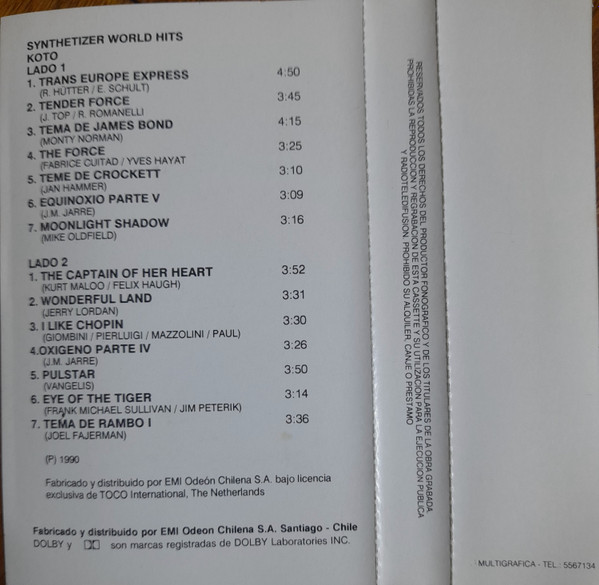 SYNTHETIZER WORLD HITS
KOTO
LADO 1
1. TRANS EUROPE EXPRESS 4:50
(R. HÜTTER / E. SCHULT)
2. TENDER FORCE 3:45
(J. TOP / R. ROMANELLI
3. TEMA DE JAMES BOND 4:15
(MONTY NORMAN)
4. THE FORCE 3:25
(FABRICE CUITAD / YVES HAYAT
5. TEME DE CROCKETT 3:10
(JAN HAMMER)
6. EQUINOXIO PARTE V 3:09
(J.M. JARRE)
7. MOONLIGHT SHADOW 3:16
(MIKE OLDFIELD)
LADO 2
1. THE CAPTAIN OF HER HEART 3:52
(KURT MALOO / FELIX HAUGH)
2. WONDERFUL LAND 3:31
(JERRY LORDAN)
3. I LIKE CHOPIN 3:30
(GIOMBINI / PIERLUIGI / MAZZOLINI / PAUL)
4.OXIGENO PARTE IV 3:26
(J.M. JARRE)
5. PULSTAR 3:50
(VANGELIS)
6. EYE OF THE TIGER 3:14
(FRANK MICHAEL SULLIVAN / JIM PETERIK)
7. TEMA DE RAMBO I 3:36
(JOEL FAJERMAN)
(P) 1990
Fabricado y distribuido por EMI Odeón Chilena S.A. bajo licencia
exclusiva de TOCO International, The Netherlands
Fabricado y distribuido por EMI Odeon Chilena S.A. Santiago - Chile
DOLBY y son marcas registradas de DOLBY Laboratories INC.
RESERVADOS TODOS LOS DERECHOS DEL PRODUCTOR FONOGRAFICO Y DE LOS TITULARES DE LA OBRA GRABADA
PROHIBIDAS LA REPRODUCCION Y REGRABACION DE ESTA CASSETTE Y SU UTILIZACION PARA LA EJECUCION PUBLICA
Y RADIOTELEDIFUSION. PROHIBIDO SU ALQUILER, CANJE O PRESTAMO
MULTIGRAFICA - TEL.: 5567134